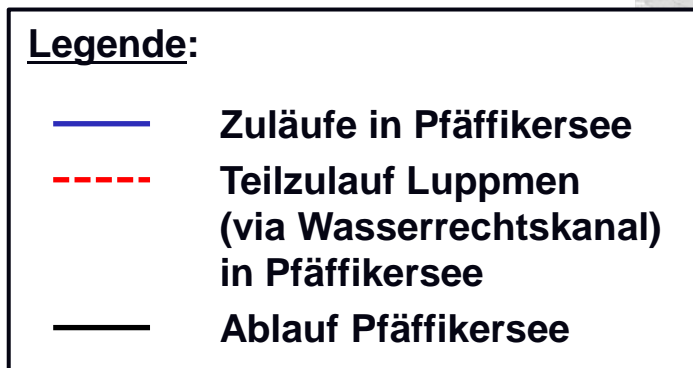 Legende:
Zuläufe in Pfäffikersee
Teilzulauf Luppmen
(via Wasserrechtskanal)
in Pfäffikersee
Ablauf Pfäffikersee